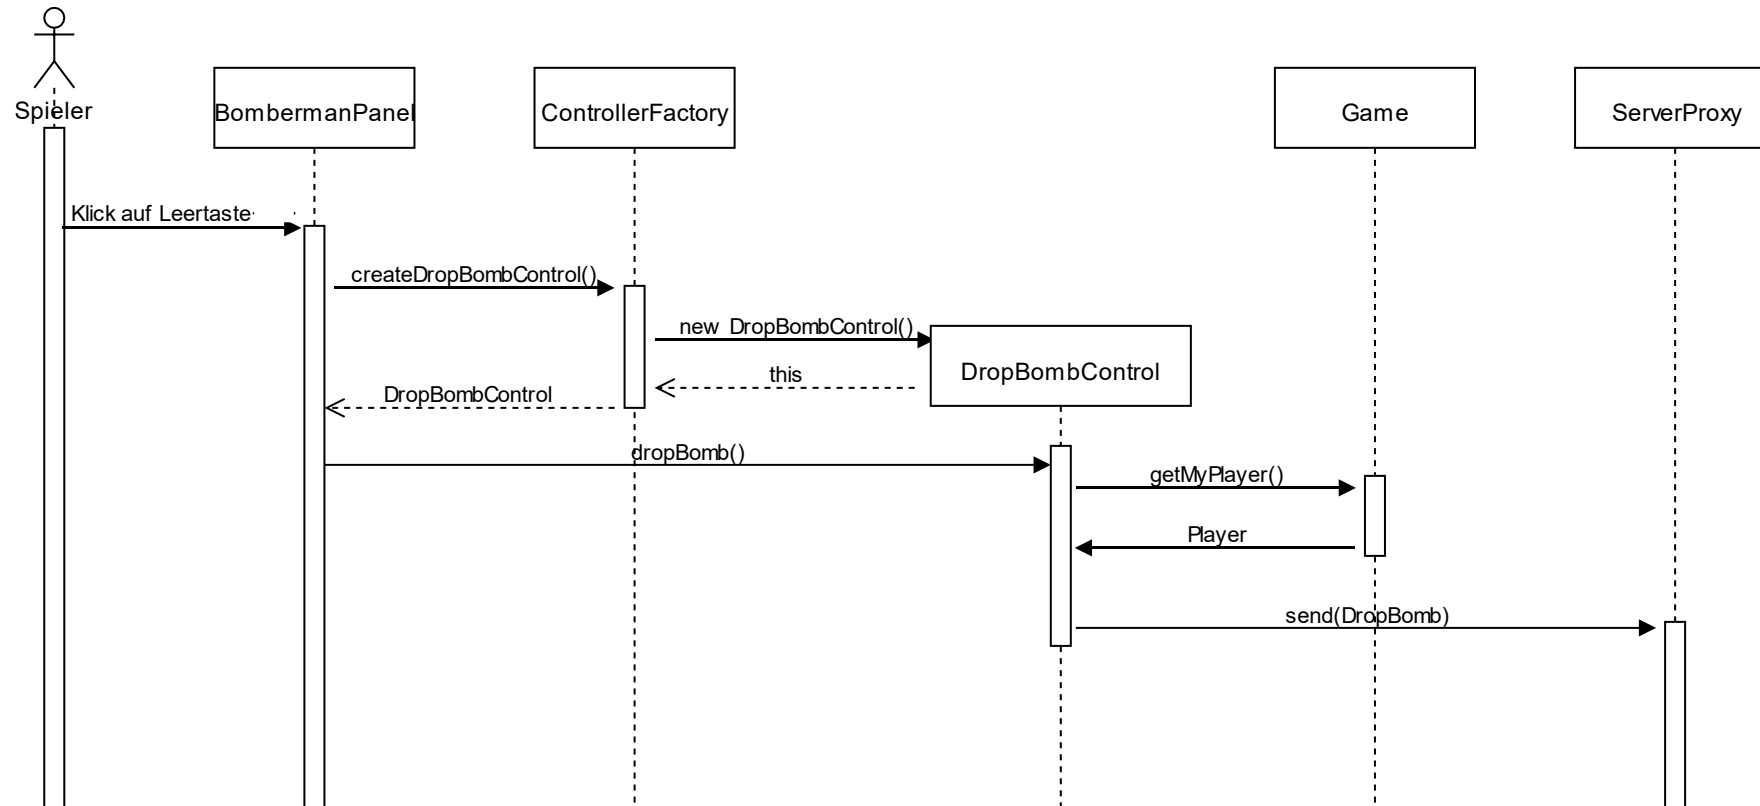 Spieler
BombermanPanel
ControllerFactory
Game
ServerProxy
Klick auf Leertaste
createDropBombControl()
new DropBombControl()
DropBombControl
this
DropBombControl
dropBomb()
getMyPlayer()
Player
send(DropBomb)